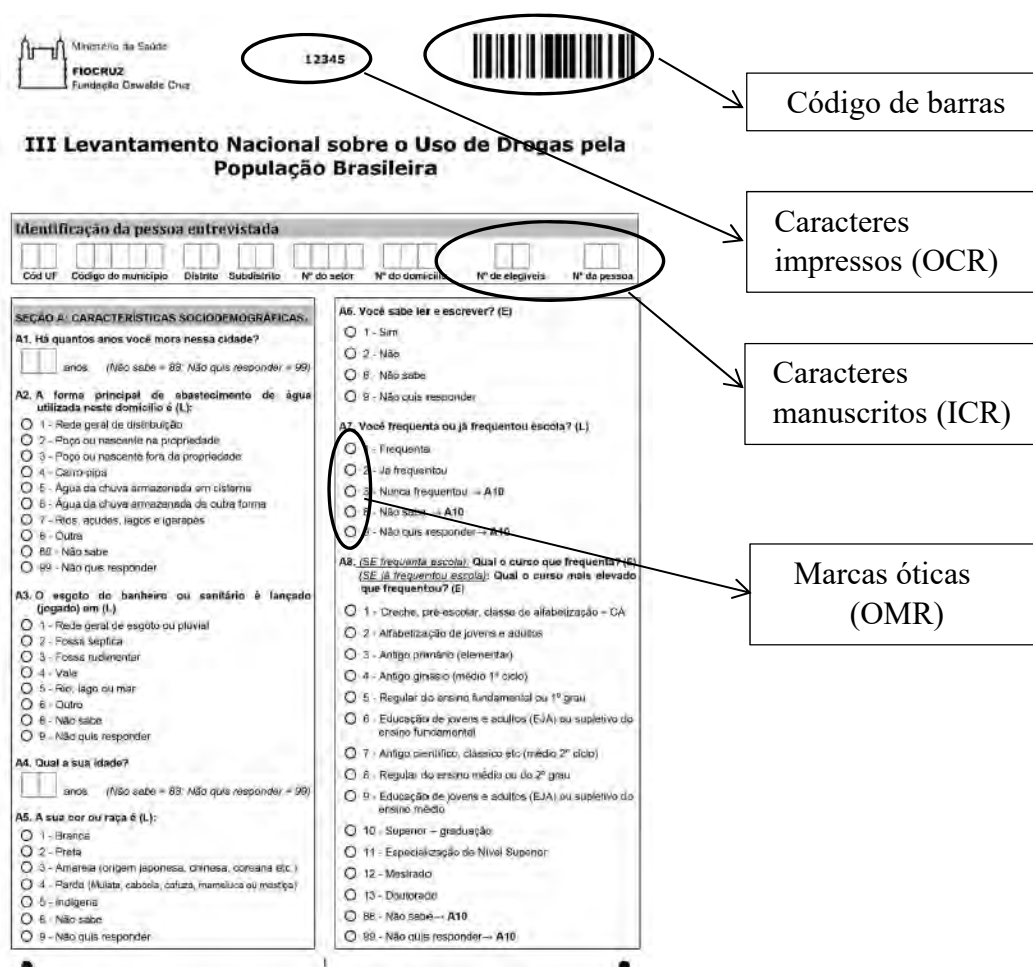 Ministério da Saúde
FIOCRUZ
Fundação Oswaldo Cruz
12345
Código de barras
III Levantamento Nacional sobre o Uso de Drogas pela
População Brasileira
Caracteres
impressos (OCR)
Identificação da pessoa entrevistada
Cód UF Código do município Distrito Subdistrito Nº do setor Nº do domicílio Nº de elegíveis Nº da pessoa
Caracteres
manuscritos (ICR)
SEÇÃO A: CARACTERÍSTICAS SOCIODEMOGRÁFICAS.
A1. Há quantos anos você mora nessa cidade?
anos (Não sabe = 88; Não quis responder = 99)
A2. A forma principal de abastecimento de água
utilizada neste domicílio é (L):
1 - Rede geral de distribuição
2 - Poço ou nascente na propriedade
3 - Poço ou nascente fora da propriedade
4 - Carro-pipa
5 - Água da chuva armazenada em cisterna
6 - Água da chuva armazenada de outra forma
7 - Rios, açudes, lagos e igarapés
8 - Outra
88 - Não sabe
99 - Não quis responder
A3. O esgoto do banheiro ou sanitário é lançado
(jogado) em (L)
1 - Rede geral de esgoto ou pluvial
2 - Fossa séptica
3 - Fossa rudimentar
4 - Vala
5 - Rio, lago ou mar
6 - Outro
8 - Não sabe
9 - Não quis responder
A4. Qual a sua idade?
anos (Não sabe = 88; Não quis responder = 99)
A5. A sua cor ou raça é (L):
1 - Branca
2 - Preta
3 - Amarela (origem japonesa, chinesa, coreana etc.)
4 - Parda (Mulata, cabocla, cafuza, mameluca ou mestiça)
5 - Indígena
8 - Não sabe
9 - Não quis responder
A6. Você sabe ler e escrever? (E)
1 - Sim
2 - Não
8 - Não sabe
9 - Não quis responder
A7. Você frequenta ou já frequentou escola? (L)
1 - Frequenta
2 - Já frequentou
3 - Nunca frequentou → A10
8 - Não sabe → A10
9 - Não quis responder → A10
A8. (SE frequenta escola): Qual o curso que frequenta? (E)
(SE já frequentou escola): Qual o curso mais elevado
que frequentou? (E)
1 - Creche, pré-escolar, classe de alfabetização – CA
2 - Alfabetização de jovens e adultos
3 - Antigo primário (elementar)
4 - Antigo ginásio (médio 1º ciclo)
5 - Regular do ensino fundamental ou 1º grau
6 - Educação de jovens e adultos (EJA) ou supletivo do
ensino fundamental
7 - Antigo científico, clássico etc (médio 2º ciclo)
8 - Regular do ensino médio ou do 2º grau
9 - Educação de jovens e adultos (EJA) ou supletivo do
ensino médio
10 - Superior – graduação
11 - Especialização de Nível Superior
12 - Mestrado
13 - Doutorado
88 - Não sabe → A10
99 - Não quis responder → A10
Marcas óticas
(OMR)